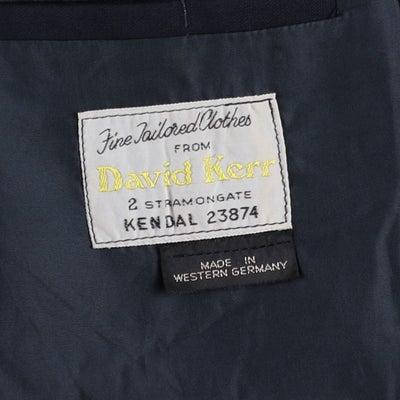 Fine Tailored Clothes
FROM
David Kerr
2 STRAMONGATE
KENDAL 23874
MADE IN
WESTERN GERMANY